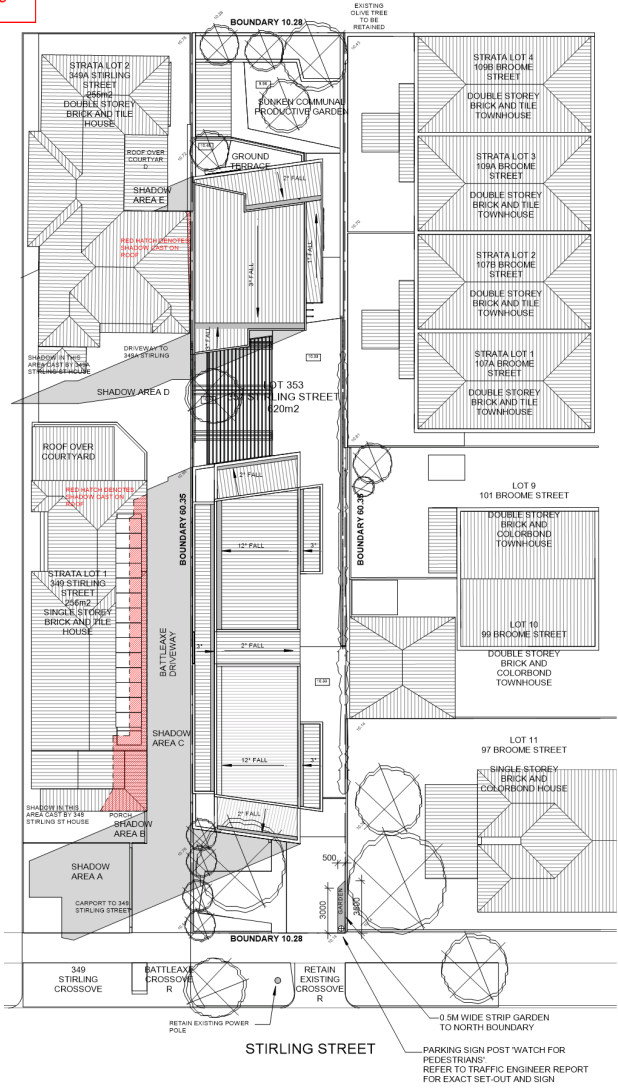 EXISTING
OLIVE TREE
TO BE
RETAINED
BOUNDARY 10.28
STRATA LOT 2
349A STIRLING
STREET
255m2
DOUBLE STOREY
BRICK AND TILE
HOUSE
ROOF OVER
COURTYAR
D
SHADOW
AREA E
RED HATCH DENOTES
SHADOW CAST ON
ROOF
SUNKEN COMMUNAL
PRODUCTIVE GARDEN
GROUND
TERRACE
2° FALL
3° FALL
1° FALL
3° FALL
STRATA LOT 4
109B BROOME
STREET
DOUBLE STOREY
BRICK AND TILE
TOWNHOUSE
STRATA LOT 3
109A BROOME
STREET
DOUBLE STOREY
BRICK AND TILE
TOWNHOUSE
STRATA LOT 2
107B BROOME
STREET
DOUBLE STOREY
BRICK AND TILE
TOWNHOUSE
STRATA LOT 1
107A BROOME
STREET
DOUBLE STOREY
BRICK AND TILE
TOWNHOUSE
DRIVEWAY TO
349A STIRLING
SHADOW IN THIS
AREA CAST BY 349A
STIRLING ST HOUSE
SHADOW AREA D
LOT 353
STIRLING STREET
620m2
ROOF OVER
COURTYARD
RED HATCH DENOTES
SHADOW CAST ON
ROOF
BOUNDARY 60.35
BOUNDARY 60.35
2° FALL
12° FALL
3°
3°
2° FALL
12° FALL
3°
2° FALL
STRATA LOT 1
349 STIRLING
STREET
256m2
SINGLE STOREY
BRICK AND TILE
HOUSE
BATTLEAXE
DRIVEWAY
SHADOW
AREA C
LOT 9
101 BROOME STREET
DOUBLE STOREY
BRICK AND
COLORBOND
TOWNHOUSE
LOT 10
99 BROOME STREET
DOUBLE STOREY
BRICK AND
COLORBOND
TOWNHOUSE
LOT 11
97 BROOME STREET
SINGLE STOREY
BRICK AND
COLORBOND HOUSE
SHADOW IN THIS
AREA CAST BY 349
STIRLING ST HOUSE
PORCH
SHADOW
AREA B
SHADOW
AREA A
CARPORT TO 349
STIRLING STREET
500
3000
GARDEN
3500
BOUNDARY 10.28
349
STIRLING
CROSSOVE
BATTLEAXE
CROSSOVE
R
RETAIN
EXISTING
CROSSOVE
R
RETAIN EXISTING POWER
POLE
STIRLING STREET
0.5M WIDE STRIP GARDEN
TO NORTH BOUNDARY
PARKING SIGN POST 'WATCH FOR
PEDESTRIANS'.
REFER TO TRAFFIC ENGINEER REPORT
FOR EXACT SET-OUT AND SIGN